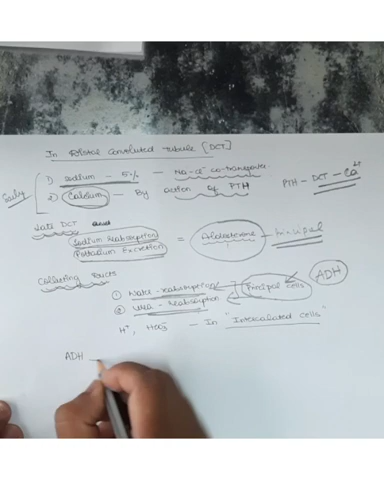 In Distal Convoluted Tubule [DCT]
Early 1) Sodium - 5% - Na-Cl⁻ co-transporter
2) Calcium - By action of PTH PTH - DCT - Ca²⁺
Late DCT and
Sodium Reabsorption
Potassium Excretion = Aldosterone - Principal
Collecting Ducts
① Water reabsorption
② Urea - Reabsorption Principal cells ADH
H⁺, HCO₃⁻ - In "Intercalated cells"
ADH -